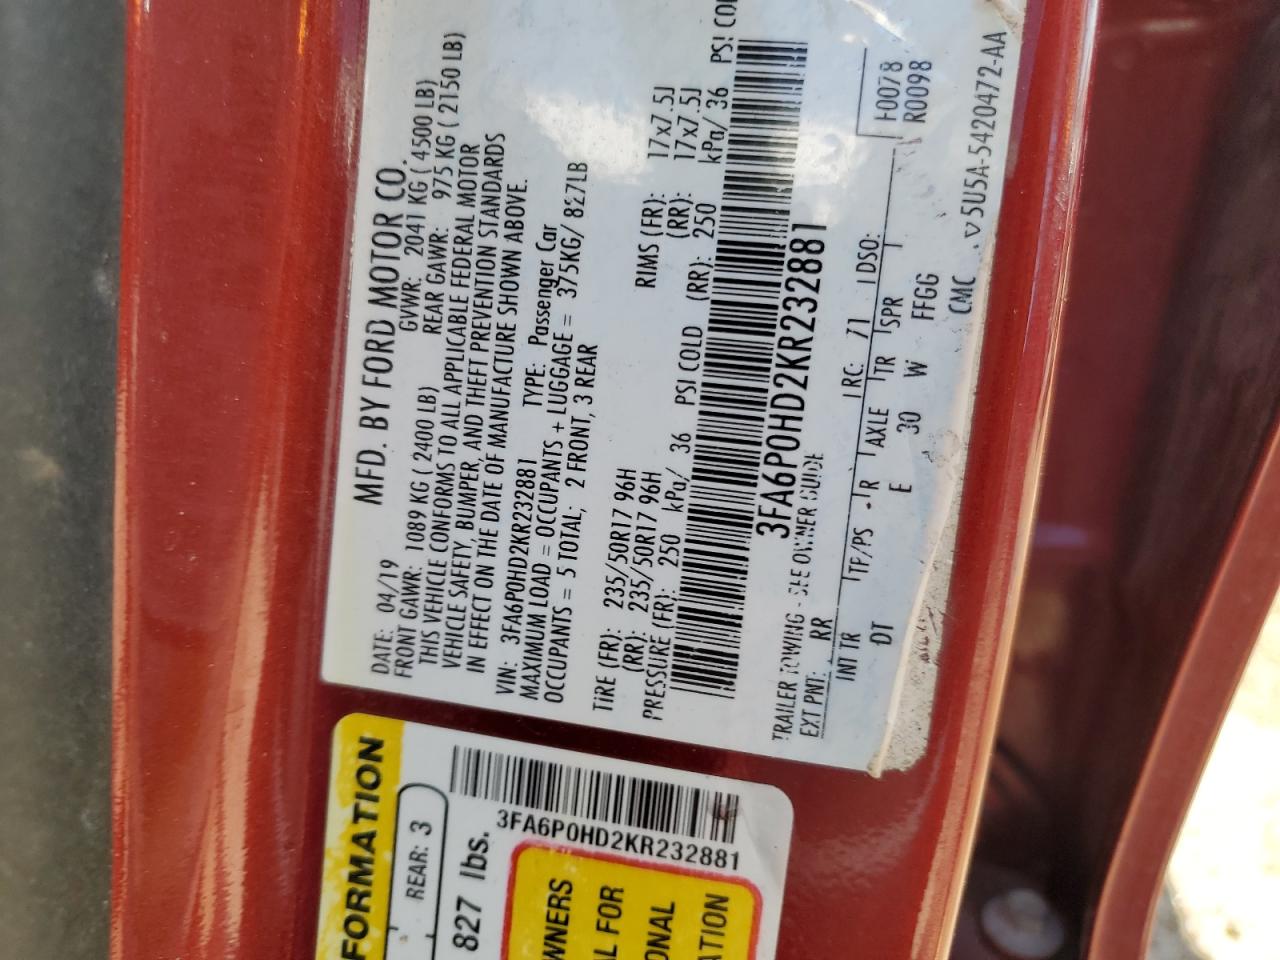 MFD. BY FORD MOTOR CO.
DATE: 04/19 GVWR: 2041 KG ( 4500 LB)
FRONT GAWR: 1089 KG ( 2400 LB) REAR GAWR: 975 KG ( 2150 LB)
THIS VEHICLE CONFORMS TO ALL APPLICABLE FEDERAL MOTOR
VEHICLE SAFETY, BUMPER, AND THEFT PREVENTION STANDARDS
IN EFFECT ON THE DATE OF MANUFACTURE SHOWN ABOVE.
VIN: 3FA6P0HD2KR232881 TYPE: Passenger Car
MAXIMUM LOAD = OCCUPANTS + LUGGAGE = 375KG/ 827LB
OCCUPANTS = 5 TOTAL; 2 FRONT, 3 REAR
TIRE (FR): 235/50R17 96H RIMS (FR): 17x7.5J
(RR): 235/50R17 96H (RR): 17x7.5J
PRESSURE (FR): 250 kPa/ 36 PSI COLD (RR): 250 kPa/ 36 PSI
3FA6P0HD2KR232881
TRAILER TOWING - SEE OWNER GUIDE
EXT PNT: RR RC: 71 DSO: F0078
INT TR TP/PS R AXLE TR SPR R0098
DT E 30 W FFGG
CMC 5U5A-5420472-AA
FORMATION
REAR: 3
827 lbs.
3FA6P0HD2KR232881
WNERS
AL FOR
ONAL
ATION